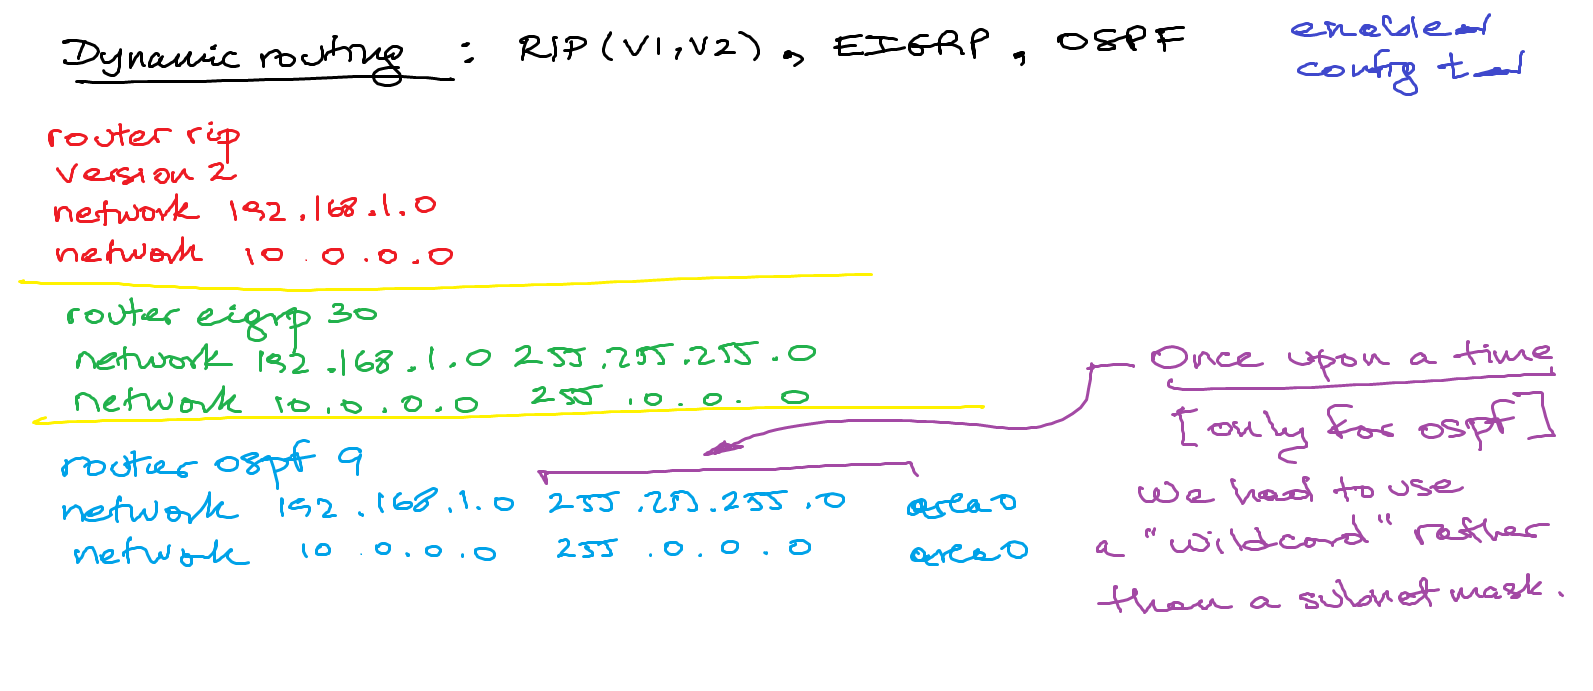 Dynamic routing : RIP (V1,V2), EIGRP, OSPF
enable
config t
router rip
version 2
network 192.168.1.0
network 10.0.0.0
router eigrp 30
network 192.168.1.0 255.255.255.0
network 10.0.0.0 255.0.0.0
router ospf 9
network 192.168.1.0 255.255.255.0 area 0
network 10.0.0.0 255.0.0.0 area 0
Once upon a time
[only for ospf]
We had to use
a "wildcard" rather
than a subnet mask.